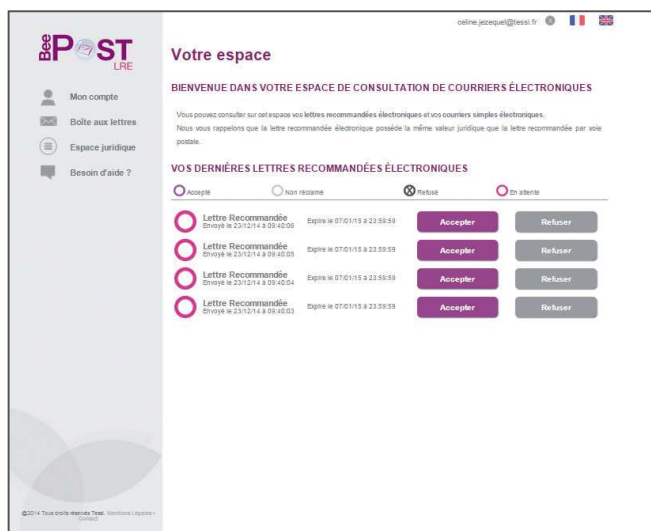 celine.jezequel@tessi.fr
Bee POST
LRE
Votre espace
Mon compte
Boîte aux lettres
Espace juridique
Besoin d'aide ?
BIENVENUE DANS VOTRE ESPACE DE CONSULTATION DE COURRIERS ÉLECTRONIQUES
Vous pouvez consulter sur cet espace vos lettres recommandées électroniques et vos courriers simples électroniques.
Nous vous rappelons que la lettre recommandée électronique possède la même valeur juridique que la lettre recommandée par voie
postale.
VOS DERNIÈRES LETTRES RECOMMANDÉES ÉLECTRONIQUES
Accepté Non réclamé Refusé En attente
Lettre Recommandée
Envoyé le 23/12/14 à 09:40:06 Expire le 07/01/15 à 23:59:59 Accepter Refuser
Lettre Recommandée
Envoyé le 23/12/14 à 09:40:05 Expire le 07/01/15 à 23:59:59 Accepter Refuser
Lettre Recommandée
Envoyé le 23/12/14 à 09:40:04 Expire le 07/01/15 à 23:59:59 Accepter Refuser
Lettre Recommandée
Envoyé le 23/12/14 à 09:40:03 Expire le 07/01/15 à 23:59:59 Accepter Refuser
©2014 Tous droits réservés Tessi. Mentions Légales -
Contact